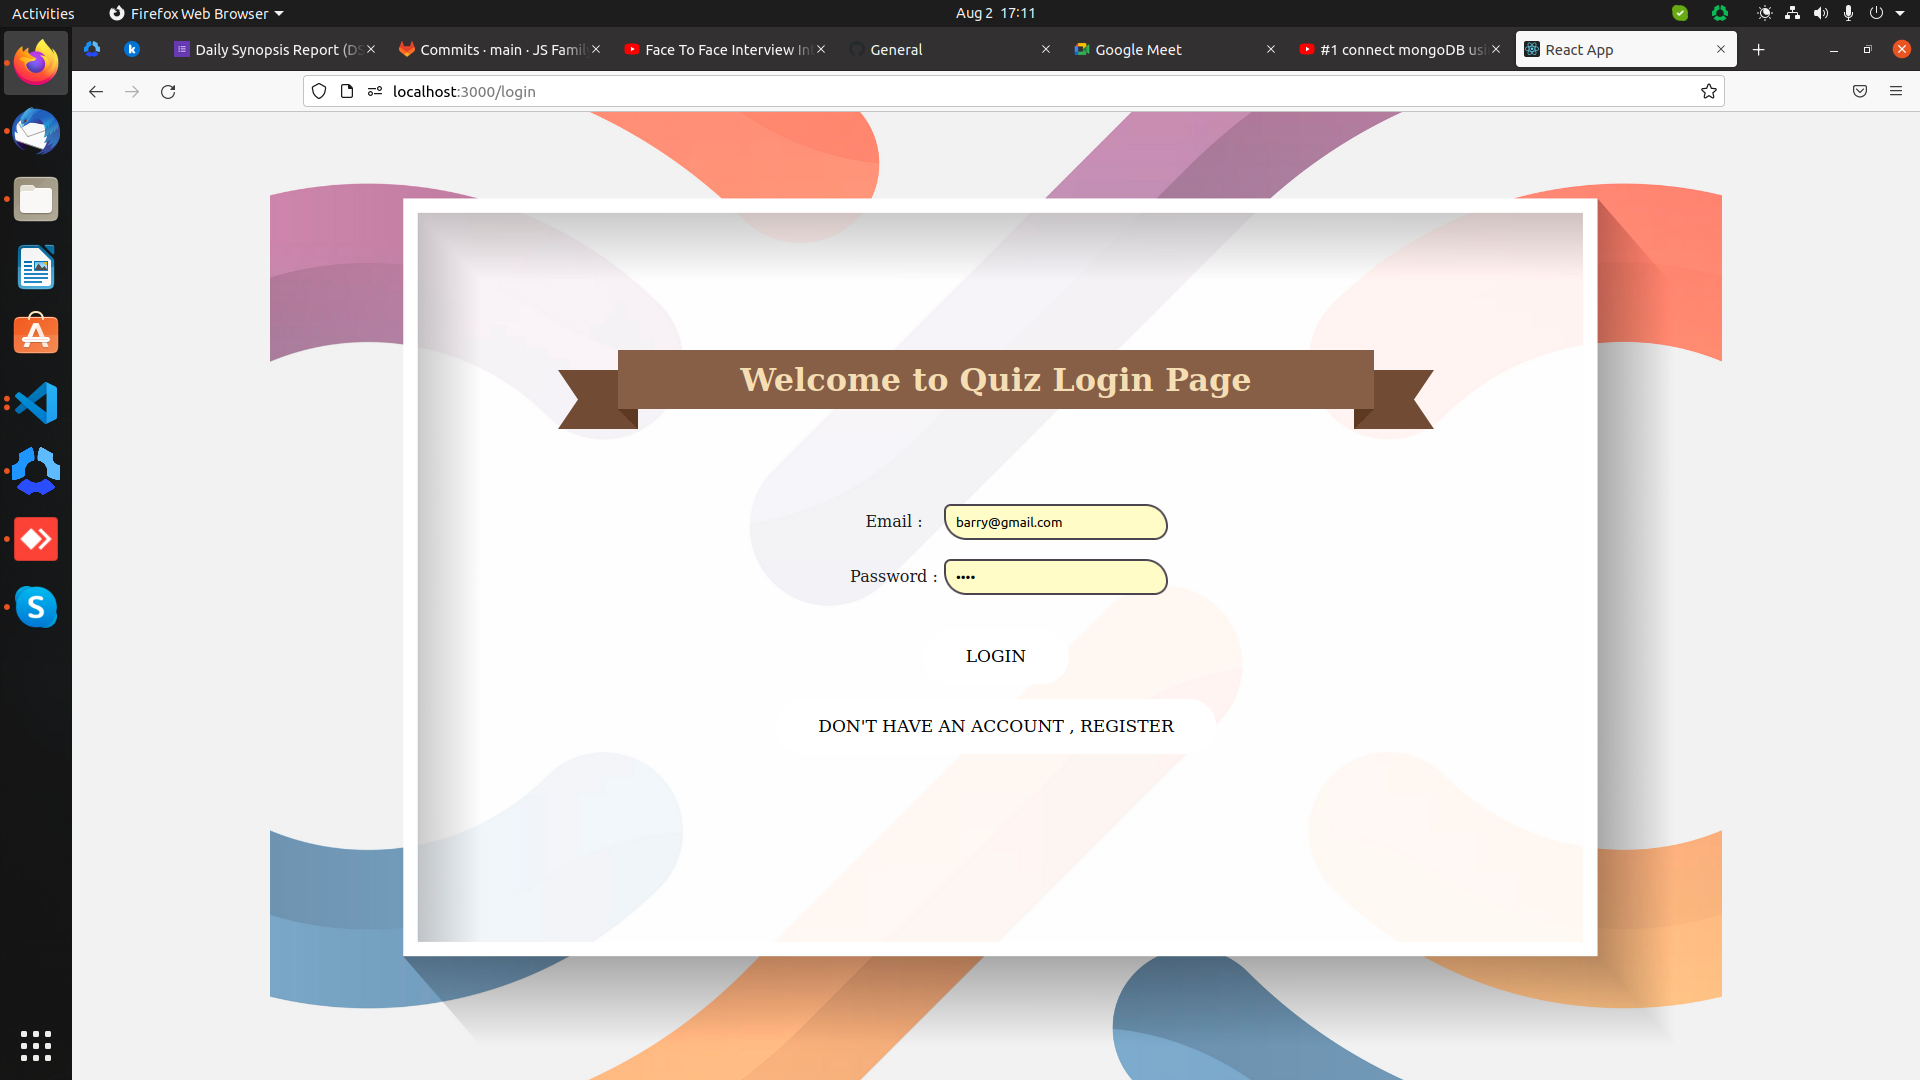 Activities
Firefox Web Browser
Aug 2 17:11
Daily Synopsis Report (DS
Commits · main · JS Famil
Face To Face Interview In
General
Google Meet
#1 connect mongoDB usi
React App
localhost:3000/login
Welcome to Quiz Login Page
Email :
barry@gmail.com
Password :
••••
LOGIN
DON'T HAVE AN ACCOUNT , REGISTER